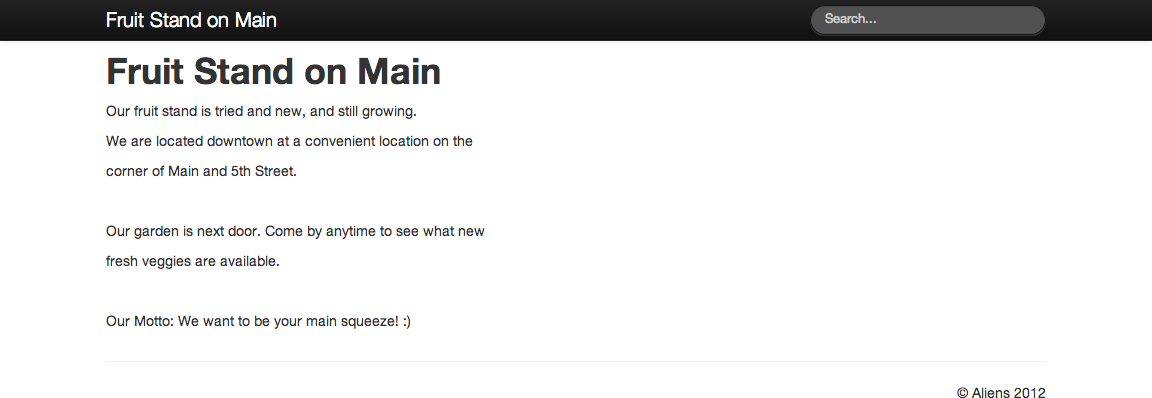 Fruit Stand on Main
Search...
Fruit Stand on Main
Our fruit stand is tried and new, and still growing.
We are located downtown at a convenient location on the
corner of Main and 5th Street.
Our garden is next door. Come by anytime to see what new
fresh veggies are available.
Our Motto: We want to be your main squeeze! :)
© Aliens 2012